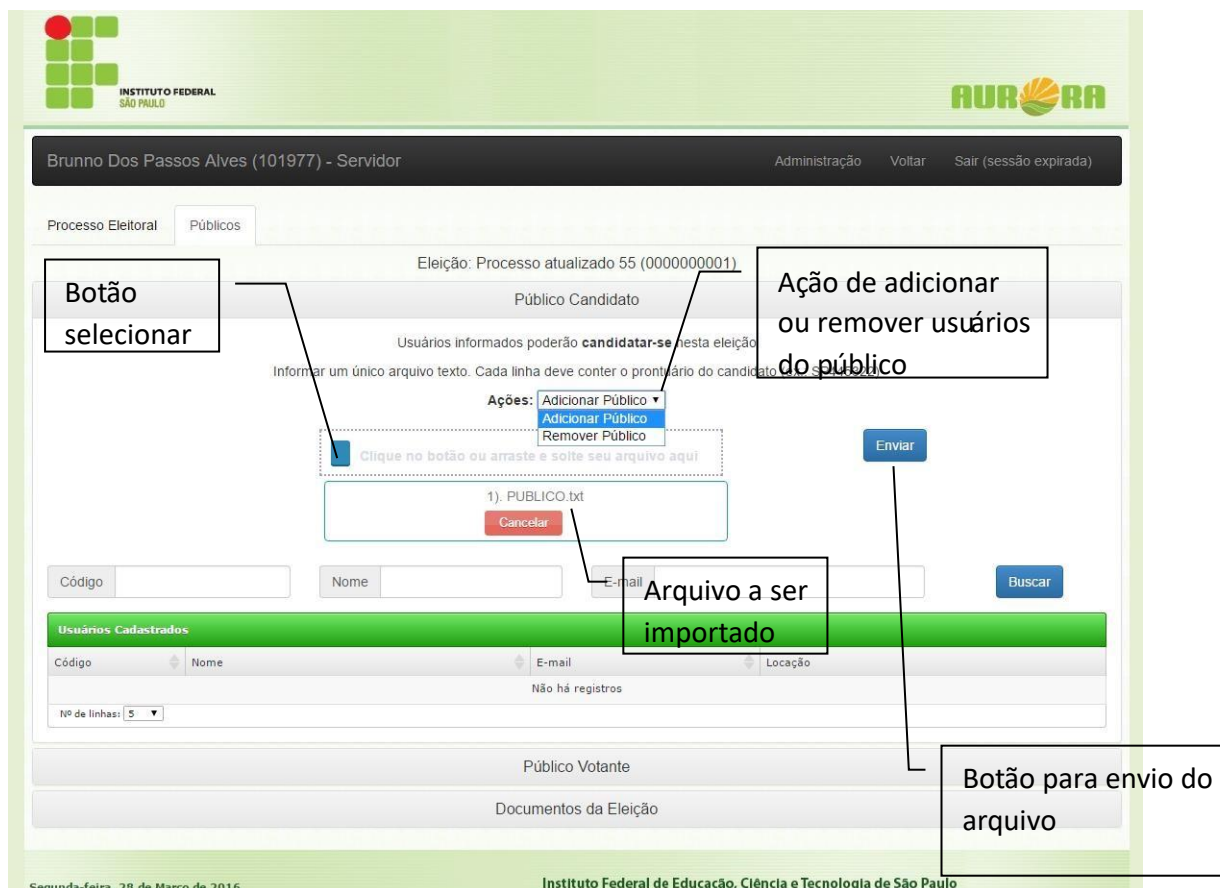 INSTITUTO FEDERAL
SÃO PAULO
AURORA
Brunno Dos Passos Alves (101977) - Servidor
Administração Voltar Sair (sessão expirada)
Processo Eleitoral Públicos
Eleição: Processo atualizado 55 (0000000001)
Botão
selecionar
Ação de adicionar
ou remover usuários
do público
Público Candidato
Usuários informados poderão candidatar-se nesta eleição
Informar um único arquivo texto. Cada linha deve conter o prontuário do candidato
Ações: Adicionar Público
Adicionar Público
Remover Público
Clique no botão ou arraste e solte seu arquivo aqui
Enviar
1). PUBLICO.txt
Cancelar
Arquivo a ser
importado
Código Nome E-mail Buscar
Usuários Cadastrados
Código Nome E-mail Locação
Não há registros
Nº de linhas: 5
Público Votante
Documentos da Eleição
Botão para envio do
arquivo
Segunda-feira, 28 de Março de 2016
Instituto Federal de Educação, Ciência e Tecnologia de São Paulo